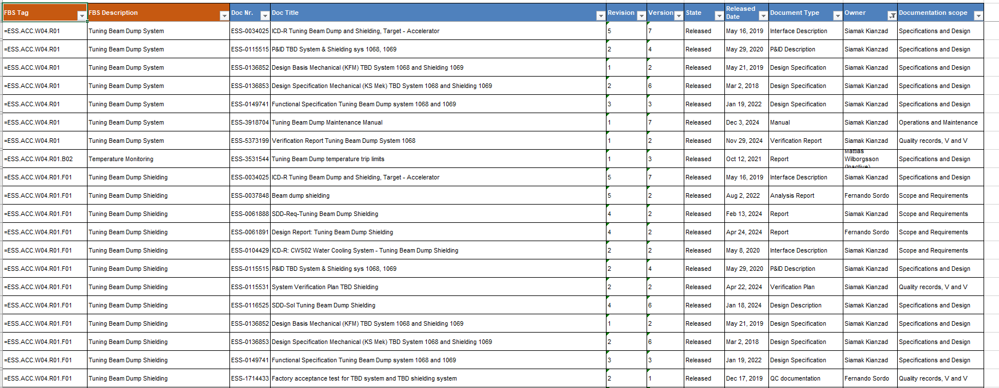 FBS Tag FBS Description Doc Nr. Doc Title Revision Version State Released Date Document Type Owner Documentation scope
=ESS.ACC.W04.R01 Tuning Beam Dump System ESS-0034025 ICD-R Tuning Beam Dump and Shielding, Target - Accelerator 5 7 Released May 16, 2019 Interface Description Siamak Kianzad Specifications and Design
=ESS.ACC.W04.R01 Tuning Beam Dump System ESS-0115515 P&ID TBD System & Shielding sys 1068, 1069 2 4 Released May 29, 2020 P&ID Description Siamak Kianzad Specifications and Design
=ESS.ACC.W04.R01 Tuning Beam Dump System ESS-0136852 Design Basis Mechanical (KFM) TBD System 1068 and Shielding 1069 1 2 Released May 21, 2019 Design Specification Siamak Kianzad Specifications and Design
=ESS.ACC.W04.R01 Tuning Beam Dump System ESS-0136853 Design Specification Mechanical (KS Mek) TBD System 1068 and Shielding 1069 2 6 Released Mar 2, 2018 Design Specification Siamak Kianzad Specifications and Design
=ESS.ACC.W04.R01 Tuning Beam Dump System ESS-0149741 Functional Specification Tuning Beam Dump system 1068 and 1069 3 3 Released Jan 19, 2022 Design Specification Siamak Kianzad Specifications and Design
=ESS.ACC.W04.R01 Tuning Beam Dump System ESS-3918704 Tuning Beam Dump Maintenance Manual 1 7 Released Dec 3, 2024 Manual Siamak Kianzad Operations and Maintenance
=ESS.ACC.W04.R01 Tuning Beam Dump System ESS-5373199 Verification Report Tuning Beam Dump System 1068 1 2 Released Nov 29, 2024 Verification Report Siamak Kianzad Quality records, V and V
=ESS.ACC.W04.R01.B02 Temperature Monitoring ESS-3531544 Tuning Beam Dump temperature trip limits 1 3 Released Oct 12, 2021 Report Mattias Wilborgsson (Inactive) Specifications and Design
=ESS.ACC.W04.R01.F01 Tuning Beam Dump Shielding ESS-0034025 ICD-R Tuning Beam Dump and Shielding, Target - Accelerator 5 7 Released May 16, 2019 Interface Description Siamak Kianzad Specifications and Design
=ESS.ACC.W04.R01.F01 Tuning Beam Dump Shielding ESS-0037848 Beam dump shielding 5 2 Released Aug 2, 2022 Analysis Report Fernando Sordo Scope and Requirements
=ESS.ACC.W04.R01.F01 Tuning Beam Dump Shielding ESS-0061888 SDD-Req-Tuning Beam Dump Shielding 4 2 Released Feb 13, 2024 Report Siamak Kianzad Scope and Requirements
=ESS.ACC.W04.R01.F01 Tuning Beam Dump Shielding ESS-0061891 Design Report: Tuning Beam Dump Shielding 4 2 Released Apr 24, 2024 Report Fernando Sordo Scope and Requirements
=ESS.ACC.W04.R01.F01 Tuning Beam Dump Shielding ESS-0104429 ICD-R: CWS02 Water Cooling System - Tuning Beam Dump Shielding 2 2 Released May 8, 2020 Interface Description Siamak Kianzad Scope and Requirements
=ESS.ACC.W04.R01.F01 Tuning Beam Dump Shielding ESS-0115515 P&ID TBD System & Shielding sys 1068, 1069 2 4 Released May 29, 2020 P&ID Description Siamak Kianzad Specifications and Design
=ESS.ACC.W04.R01.F01 Tuning Beam Dump Shielding ESS-0115531 System Verification Plan TBD Shielding 2 2 Released Apr 22, 2024 Verification Plan Siamak Kianzad Quality records, V and V
=ESS.ACC.W04.R01.F01 Tuning Beam Dump Shielding ESS-0116525 SDD-Sol Tuning Beam Dump Shielding 4 6 Released Jan 18, 2024 Design Description Siamak Kianzad Specifications and Design
=ESS.ACC.W04.R01.F01 Tuning Beam Dump Shielding ESS-0136852 Design Basis Mechanical (KFM) TBD System 1068 and Shielding 1069 1 2 Released May 21, 2019 Design Specification Siamak Kianzad Specifications and Design
=ESS.ACC.W04.R01.F01 Tuning Beam Dump Shielding ESS-0136853 Design Specification Mechanical (KS Mek) TBD System 1068 and Shielding 1069 2 6 Released Mar 2, 2018 Design Specification Siamak Kianzad Specifications and Design
=ESS.ACC.W04.R01.F01 Tuning Beam Dump Shielding ESS-0149741 Functional Specification Tuning Beam Dump system 1068 and 1069 3 3 Released Jan 19, 2022 Design Specification Siamak Kianzad Specifications and Design
=ESS.ACC.W04.R01.F01 Tuning Beam Dump Shielding ESS-1714433 Factory acceptance test for TBD system and TBD shielding system 2 1 Released Dec 17, 2019 QC documentation Fernando Sordo Quality records, V and V